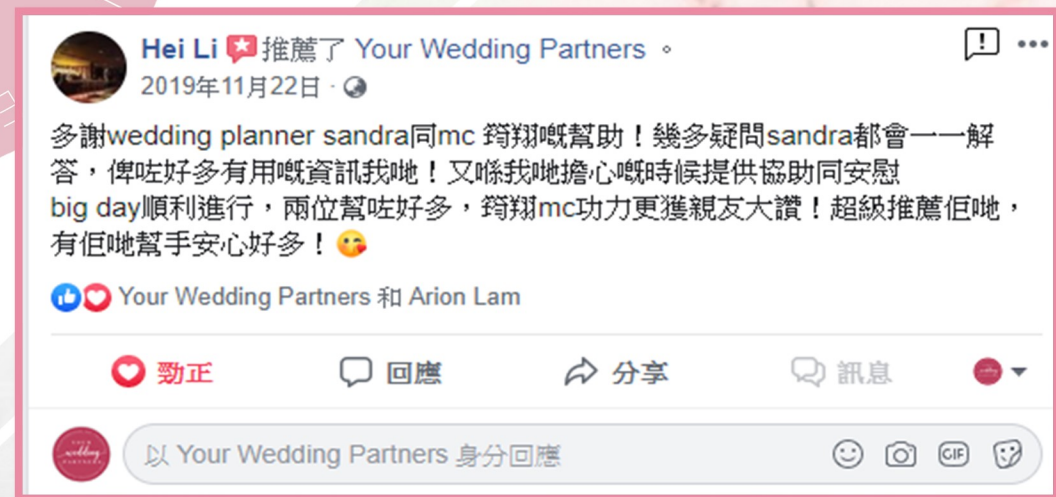 Hei Li 推薦了 Your Wedding Partners。
2019年11月22日 ·
多謝wedding planner sandra同mc 筠翔嘅幫助！幾多疑問sandra都會一一解
答，俾咗好多有用嘅資訊我哋！又喺我哋擔心嘅時候提供協助同安慰
big day順利進行，兩位幫咗好多，筠翔mc功力更獲親友大讚！超級推薦佢哋，
有佢哋幫手安心好多！😘
Your Wedding Partners 和 Arion Lam
勁正 回應 分享 訊息
以 Your Wedding Partners 身分回應
GIF